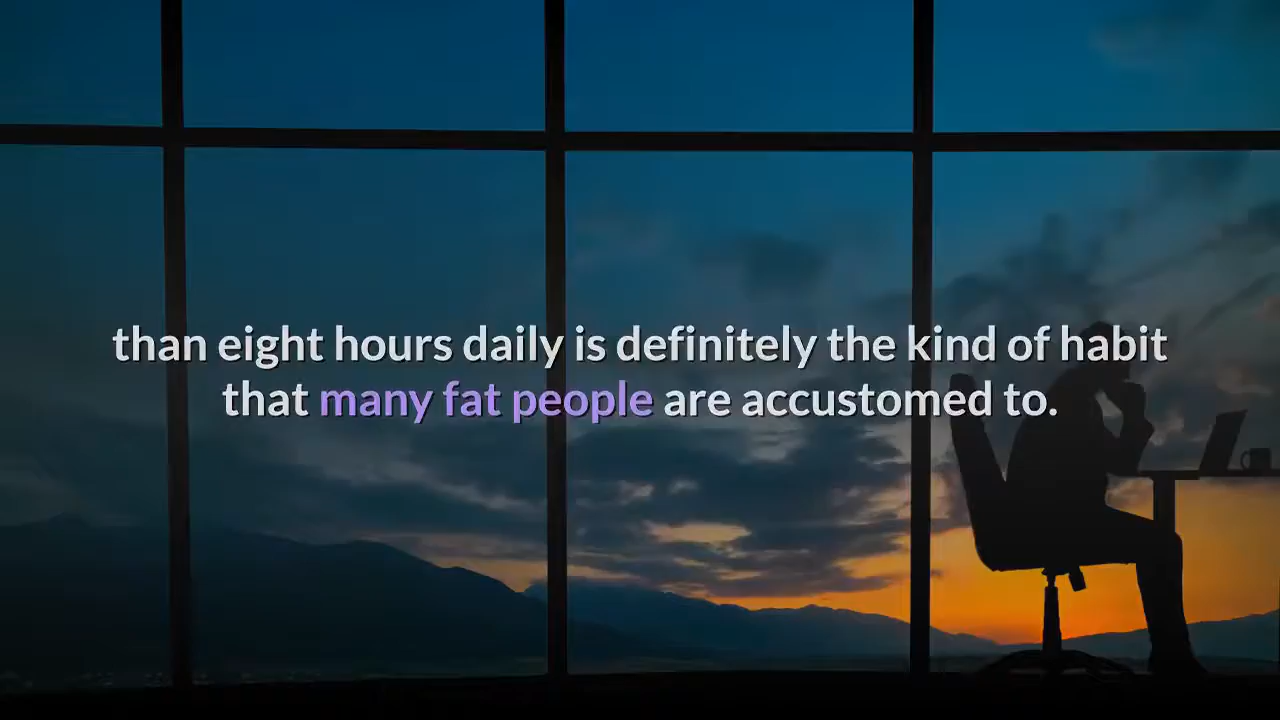 than eight hours daily is definitely the kind of habit
that many fat people are accustomed to.